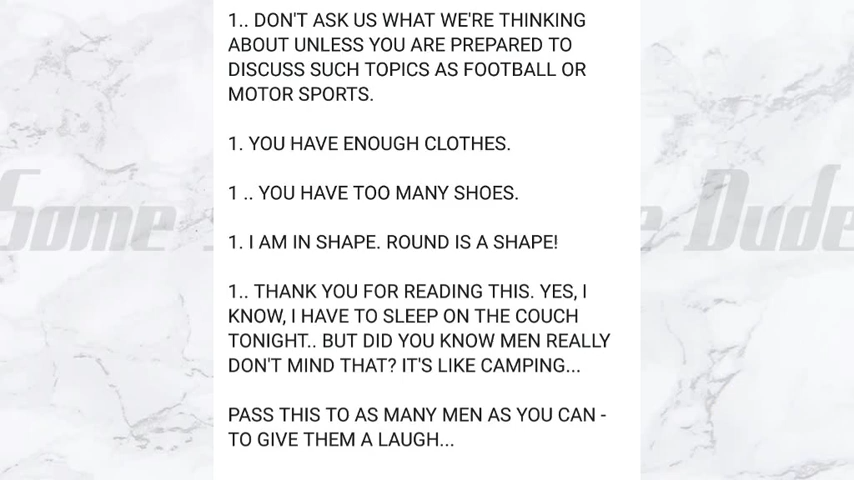 1.. DON'T ASK US WHAT WE'RE THINKING
ABOUT UNLESS YOU ARE PREPARED TO
DISCUSS SUCH TOPICS AS FOOTBALL OR
MOTOR SPORTS.
1. YOU HAVE ENOUGH CLOTHES.
1 .. YOU HAVE TOO MANY SHOES.
Some
Dude
1. I AM IN SHAPE. ROUND IS A SHAPE!
1.. THANK YOU FOR READING THIS. YES, I
KNOW, I HAVE TO SLEEP ON THE COUCH
TONIGHT.. BUT DID YOU KNOW MEN REALLY
DON'T MIND THAT? IT'S LIKE CAMPING...
PASS THIS TO AS MANY MEN AS YOU CAN -
TO GIVE THEM A LAUGH...